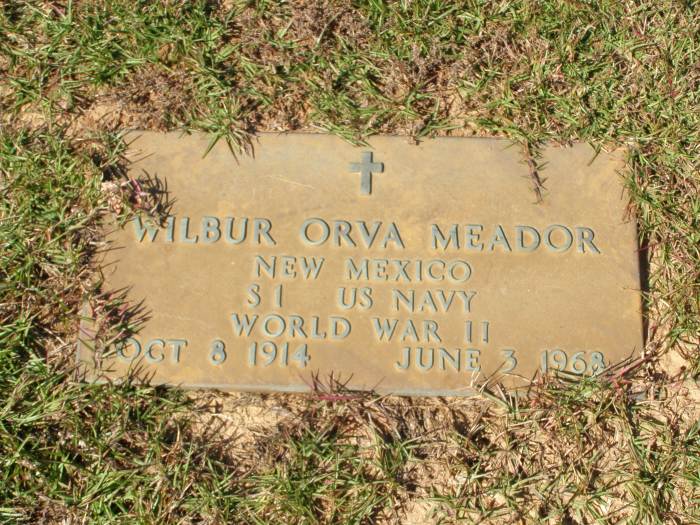 WILBUR ORVA MEADOR
NEW MEXICO
S1 US NAVY
WORLD WAR II
OCT 8 1914 JUNE 3 1968